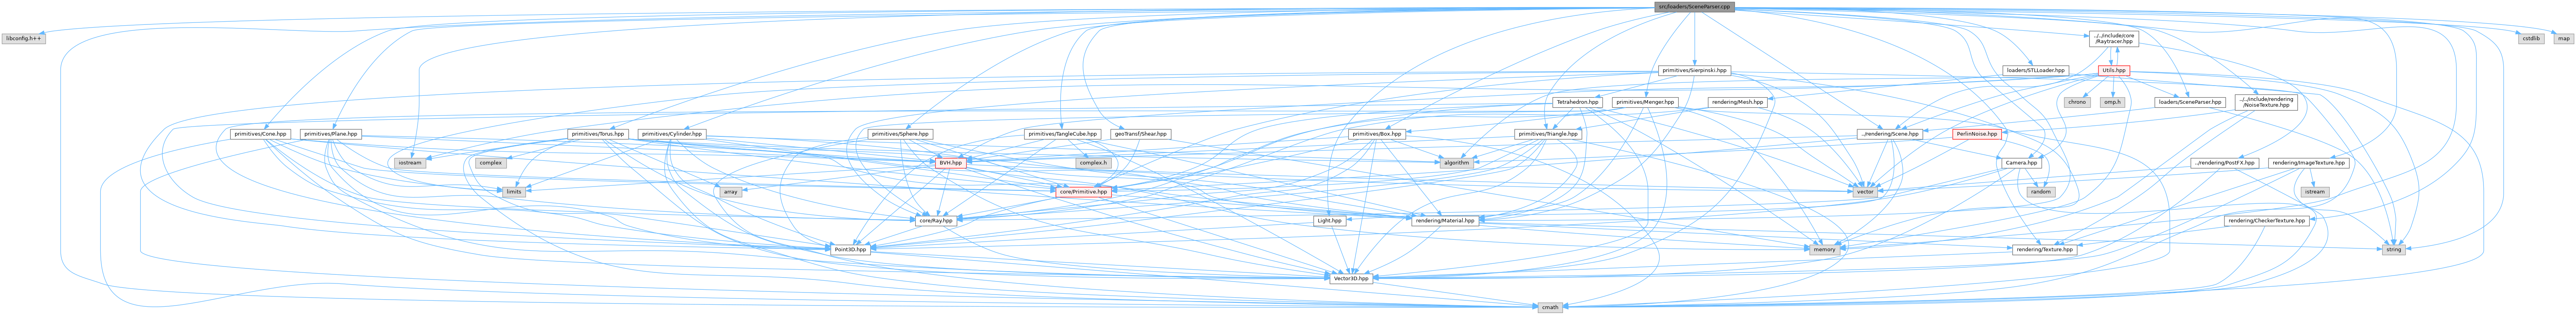 src/loaders/SceneParser.cpp
libconfig.h++
../../include/core
/Raytracer.hpp
cstdlib
map
primitives/Sierpinski.hpp
loaders/STLLoader.hpp
Utils.hpp
Tetrahedron.hpp
primitives/Menger.hpp
rendering/Mesh.hpp
chrono
omp.h
loaders/SceneParser.hpp
../../include/rendering
/NoiseTexture.hpp
primitives/Cone.hpp
primitives/Plane.hpp
primitives/Torus.hpp
primitives/Cylinder.hpp
primitives/Sphere.hpp
primitives/TangleCube.hpp
geoTransf/Shear.hpp
primitives/Box.hpp
primitives/Triangle.hpp
../rendering/Scene.hpp
PerlinNoise.hpp
iostream
complex
BVH.hpp
complex.h
algorithm
Camera.hpp
../rendering/PostFX.hpp
rendering/ImageTexture.hpp
limits
array
core/Primitive.hpp
vector
random
istream
core/Ray.hpp
Light.hpp
rendering/Material.hpp
rendering/CheckerTexture.hpp
Point3D.hpp
memory
rendering/Texture.hpp
string
Vector3D.hpp
cmath